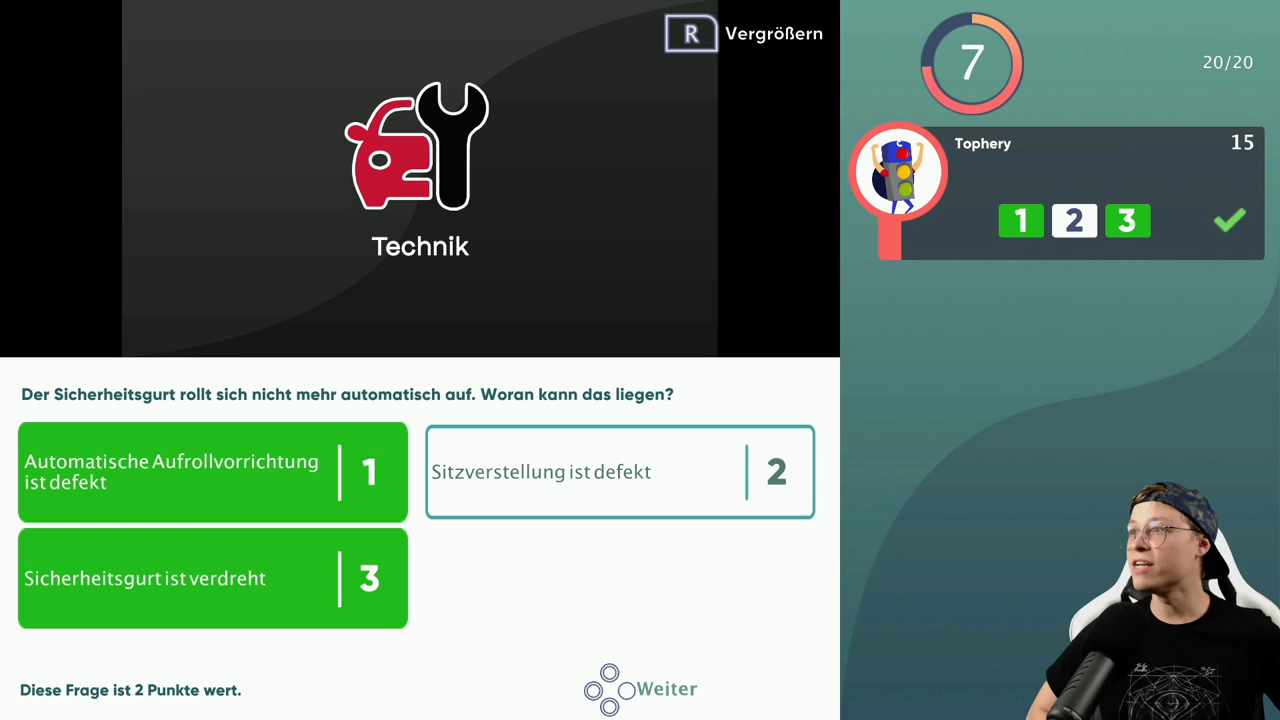 R Vergrößern
7
20/20
Technik
Tophery 15
1 2 3
Der Sicherheitsgurt rollt sich nicht mehr automatisch auf. Woran kann das liegen?
Automatische Aufrollvorrichtung
ist defekt
1
Sitzverstellung ist defekt 2
Sicherheitsgurt ist verdreht 3
Diese Frage ist 2 Punkte wert.
Weiter